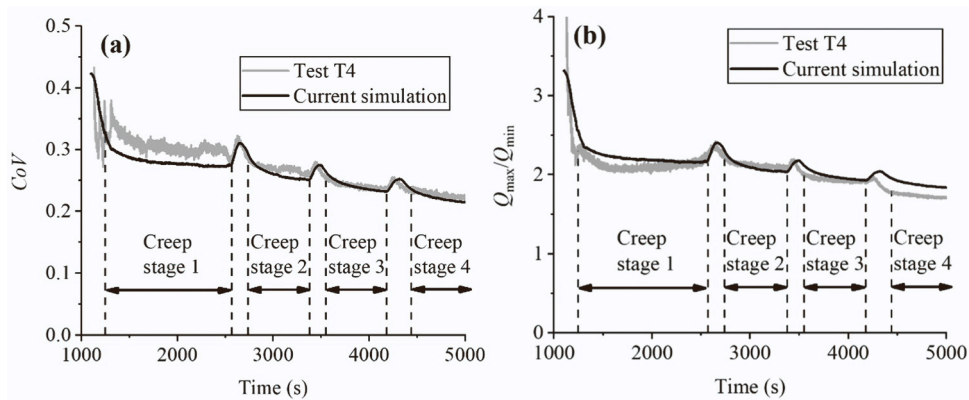 (a)
Test T4
Current simulation
CoV
0.5
0.4
0.3
0.2
0.1
0.0
Creep stage 1
Creep stage 2
Creep stage 3
Creep stage 4
1000 2000 3000 4000 5000
Time (s)
(b)
Test T4
Current simulation
Qmax/Qmin
4
3
2
1
0
Creep stage 1
Creep stage 2
Creep stage 3
Creep stage 4
1000 2000 3000 4000 5000
Time (s)